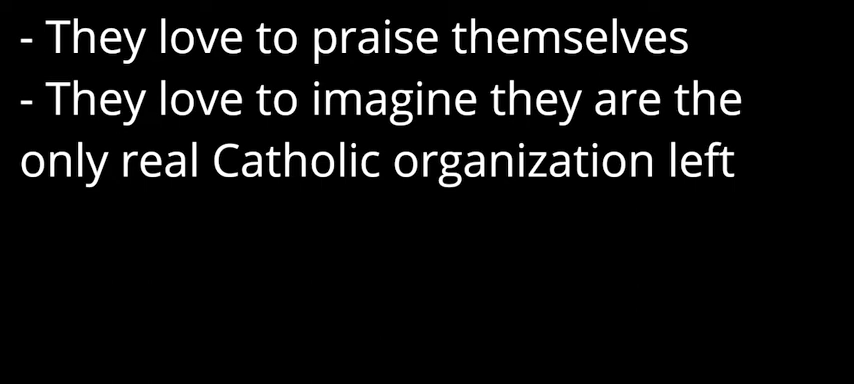 - They love to praise themselves
- They love to imagine they are the
only real Catholic organization left